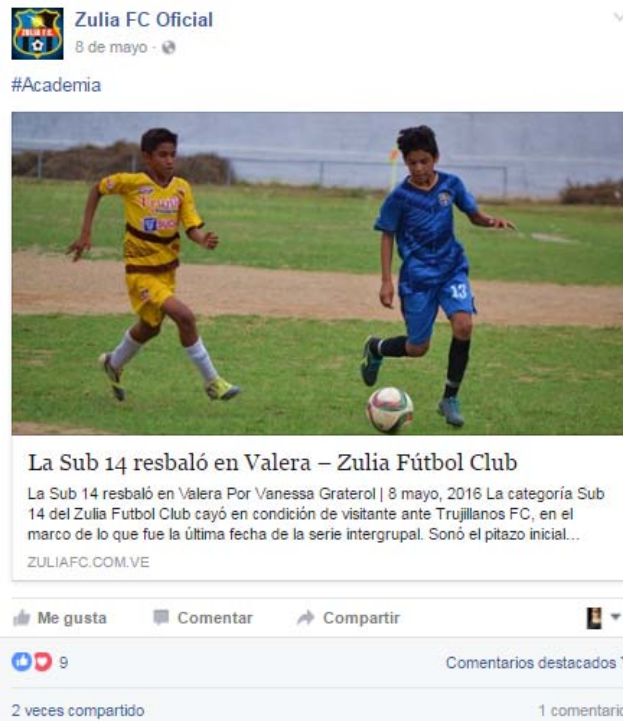 Zulia FC Oficial
8 de mayo
#Academia
13
La Sub 14 resbaló en Valera – Zulia Fútbol Club
La Sub 14 resbaló en Valera Por Vanessa Graterol | 8 mayo, 2016 La categoría Sub
14 del Zulia Futbol Club cayó en condición de visitante ante Trujillanos FC, en el
marco de lo que fue la última fecha de la serie intergrupal. Sonó el pitazo inicial...
ZULIAFC.COM.VE
Me gusta Comentar Compartir
9 Comentarios destacados
2 veces compartido 1 comentario